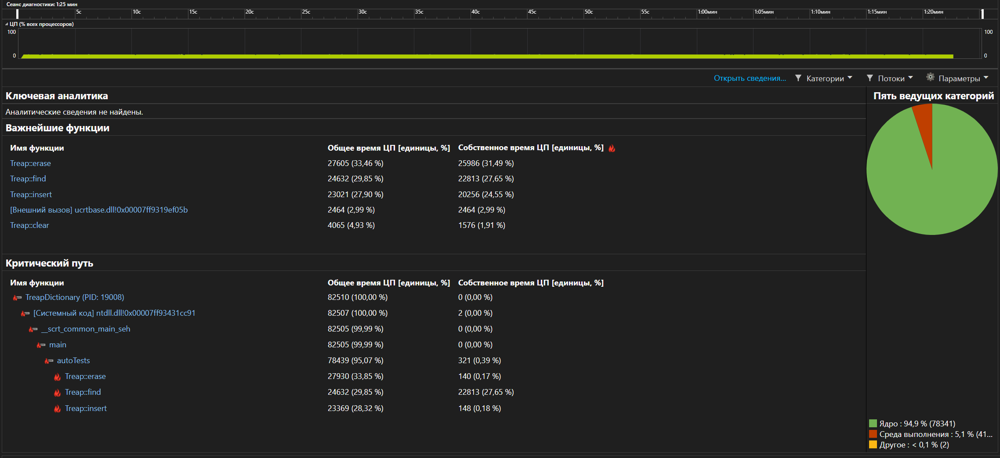 Сеанс диагностики: 1:25 мин
5с 10с 15с 20с 25с 30с 35с 40с 45с 50с 55с 1:00мин 1:05мин 1:10мин 1:15мин 1:20мин
ЦП (% всех процессоров)
100 100
0 0
Открыть сведения... Категории Потоки Параметры
Ключевая аналитика
Аналитические сведения не найдены.
Важнейшие функции
Имя функции Общее время ЦП [единицы, %] Собственное время ЦП [единицы, %]
Treap::erase 27605 (33,46 %) 25986 (31,49 %)
Treap::find 24632 (29,85 %) 22813 (27,65 %)
Treap::insert 23021 (27,90 %) 20256 (24,55 %)
[Внешний вызов] ucrtbase.dll!0x00007ff9319ef05b 2464 (2,99 %) 2464 (2,99 %)
Treap::clear 4065 (4,93 %) 1576 (1,91 %)
Критический путь
Имя функции Общее время ЦП [единицы, %] Собственное время ЦП [единицы, %]
TreapDictionary (PID: 19008) 82510 (100,00 %) 0 (0,00 %)
[Системный код] ntdll.dll!0x00007ff93431cc91 82507 (100,00 %) 2 (0,00 %)
__scrt_common_main_seh 82505 (99,99 %) 0 (0,00 %)
main 82505 (99,99 %) 0 (0,00 %)
autoTests 78439 (95,07 %) 321 (0,39 %)
Treap::erase 27930 (33,85 %) 140 (0,17 %)
Treap::find 24632 (29,85 %) 22813 (27,65 %)
Treap::insert 23369 (28,32 %) 148 (0,18 %)
Пять ведущих категорий
Ядро : 94,9 % (78341)
Среда выполнения : 5,1 % (41...
Другое : < 0,1 % (2)